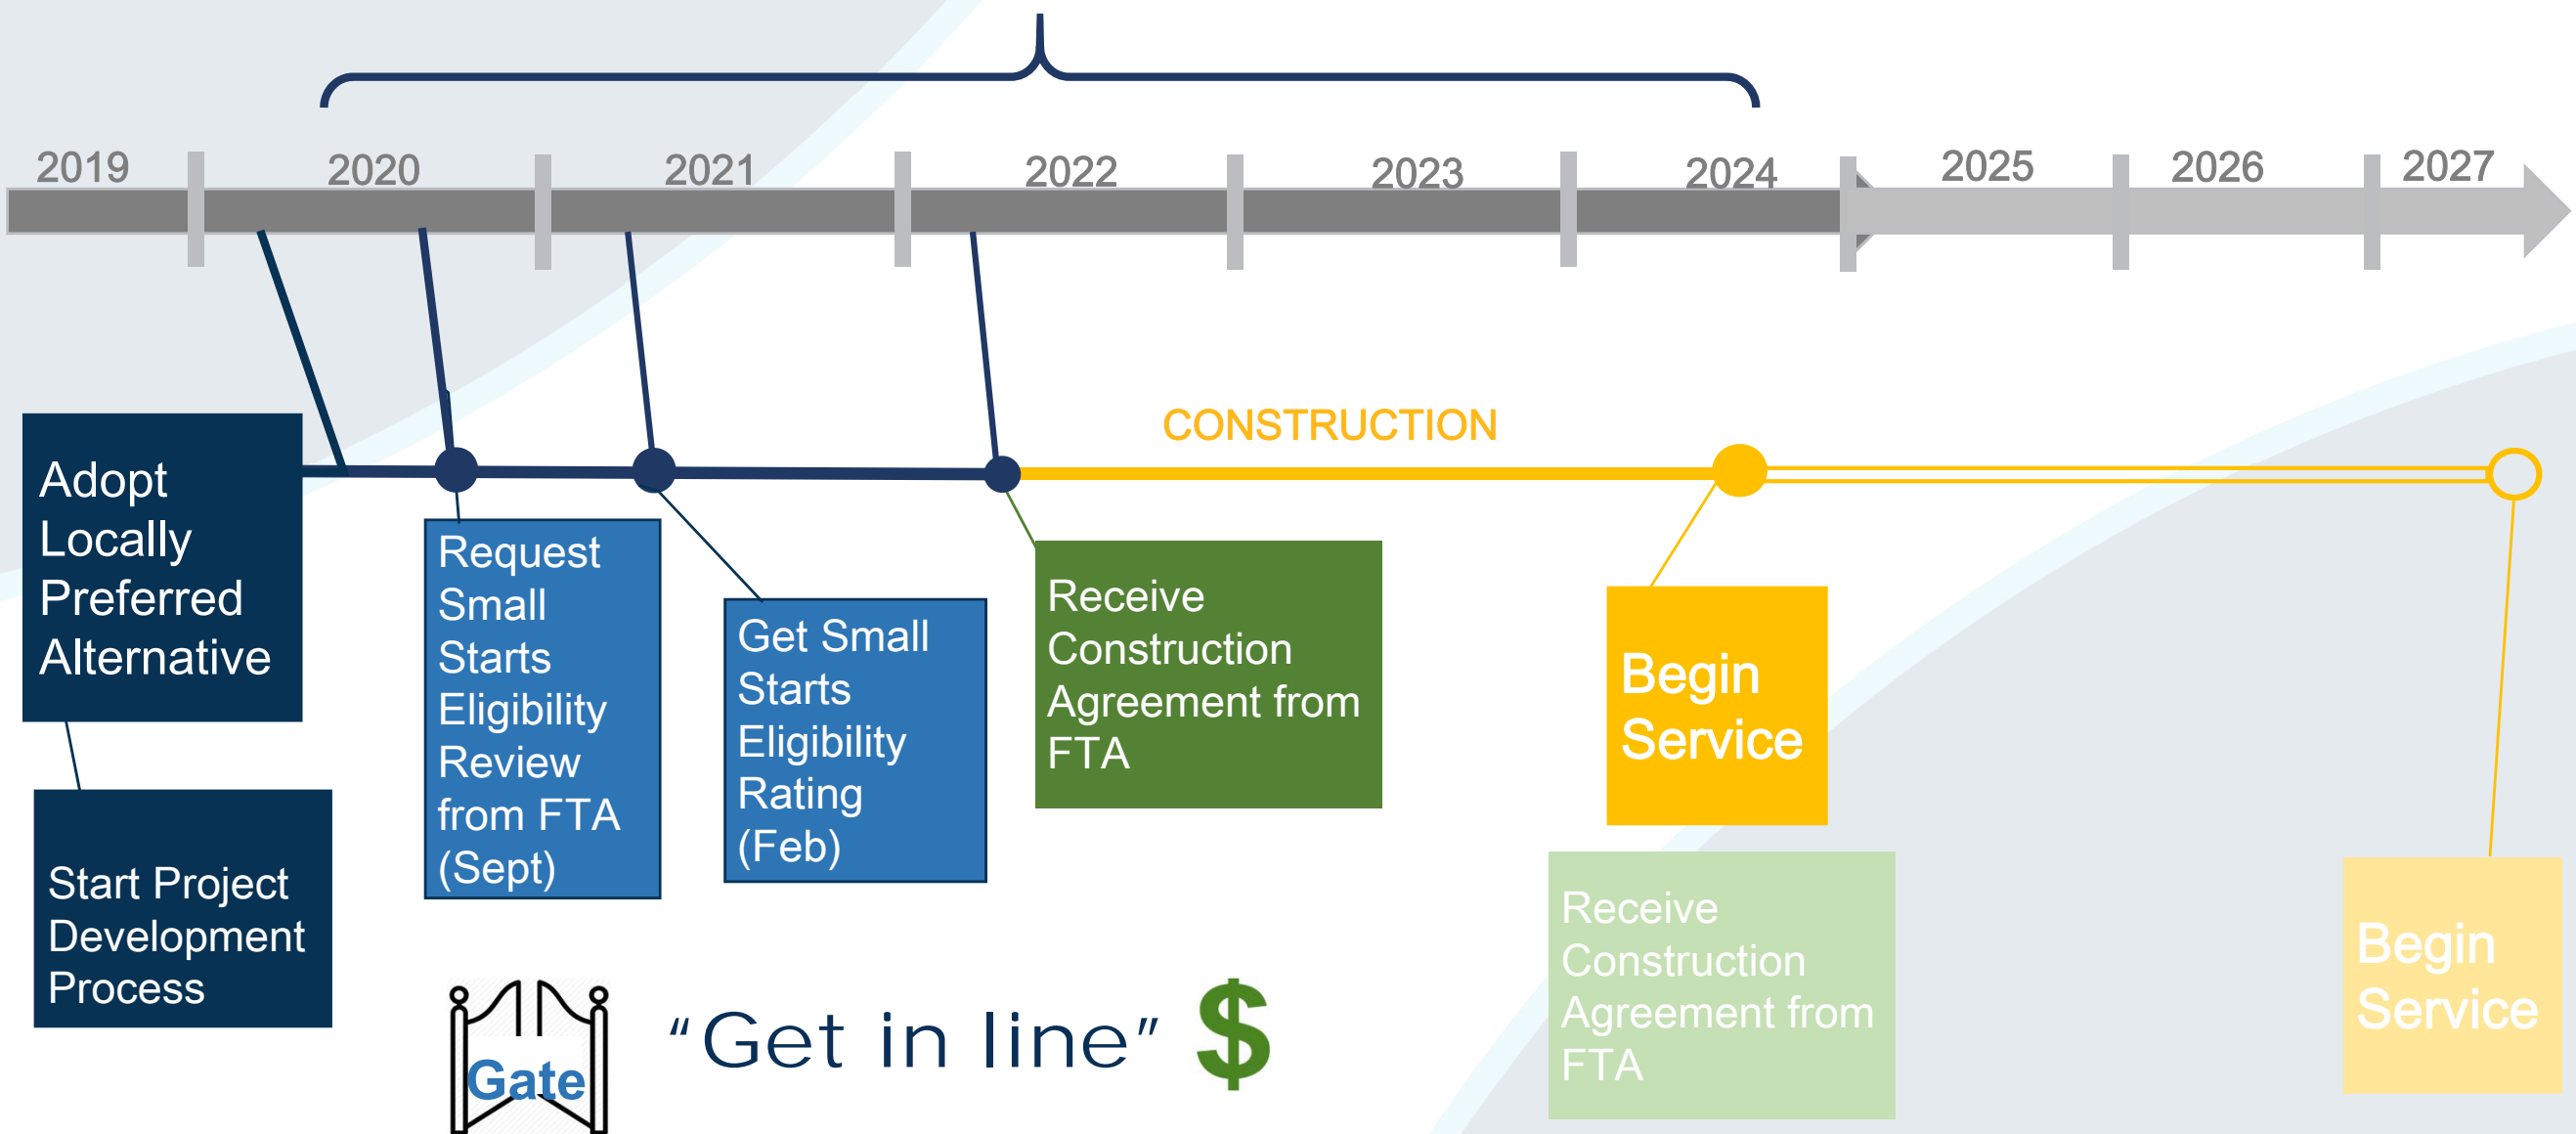 2019
2020
2021
2022
2023
2024
2025
2026
2027
CONSTRUCTION
Adopt
Locally
Preferred
Alternative
Start Project
Development
Process
Request
Small
Starts
Eligibility
Review
from FTA
(Sept)
Get Small
Starts
Eligibility
Rating
(Feb)
Receive
Construction
Agreement from
FTA
Begin
Service
Receive
Construction
Agreement from
FTA
Begin
Service
Gate
“Get in line” $